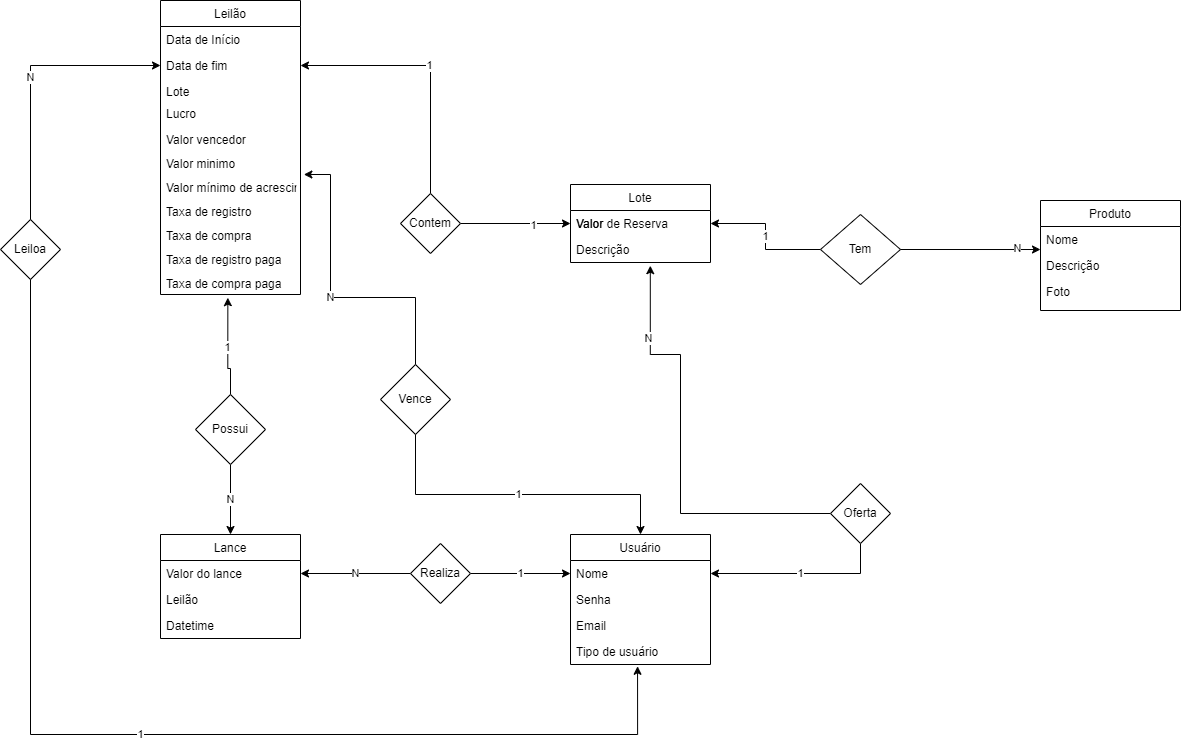 Leilão
Data de Início
Data de fim
Lote
Lucro
Valor vencedor
Valor minimo
Valor mínimo de acrescir
Taxa de registro
Taxa de compra
Taxa de registro paga
Taxa de compra paga
N
1
Leiloa
Contem
1
Lote
Valor de Reserva
Descrição
1
Tem
N
Produto
Nome
Descrição
Foto
N
1
N
Vence
Possui
N
1
Oferta
Lance
Valor do lance
Leilão
Datetime
N
Realiza
1
Usuário
Nome
Senha
Email
Tipo de usuário
1
1